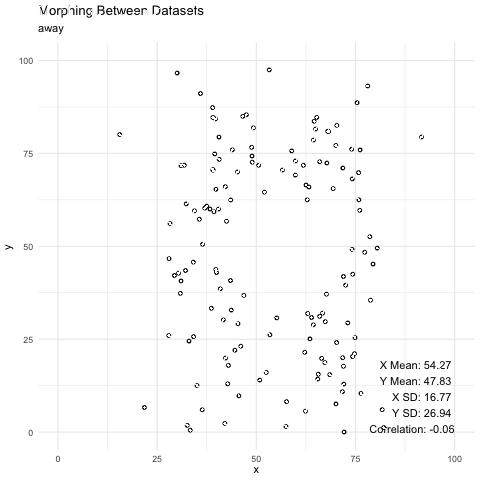 Morphing Between Datasets
away
100
75
50
25
0
y
X Mean: 54.27
Y Mean: 47.83
X SD: 16.77
Y SD: 26.94
Correlation: -0.06
0 25 50 75 100
x